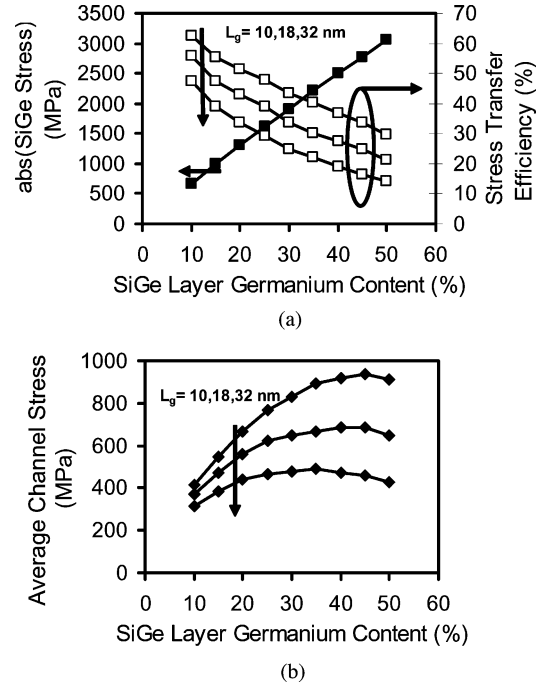 (a)
3500
3000
2500
2000
1500
1000
500
0
abs(SiGe Stress)
(MPa)
Lg= 10,18,32 nm
70
60
50
40
30
20
10
0
Stress Transfer
Efficiency (%)
0 10 20 30 40 50 60
SiGe Layer Germanium Content (%)
(a)
1000
800
600
400
200
0
Average Channel Stress
(MPa)
Lg= 10,18,32 nm
0 10 20 30 40 50 60
SiGe Layer Germanium Content (%)
(b)